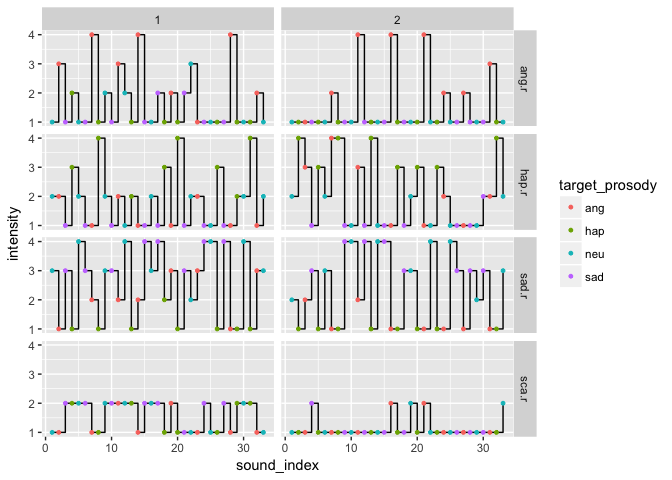 1 2
4
3
2
1
ang.r
4
3
2
1
hap.r
4
3
2
1
sad.r
4
3
2
1
sca.r
0 10 20 30 0 10 20 30
sound_index
intensity
target_prosody
ang
hap
neu
sad